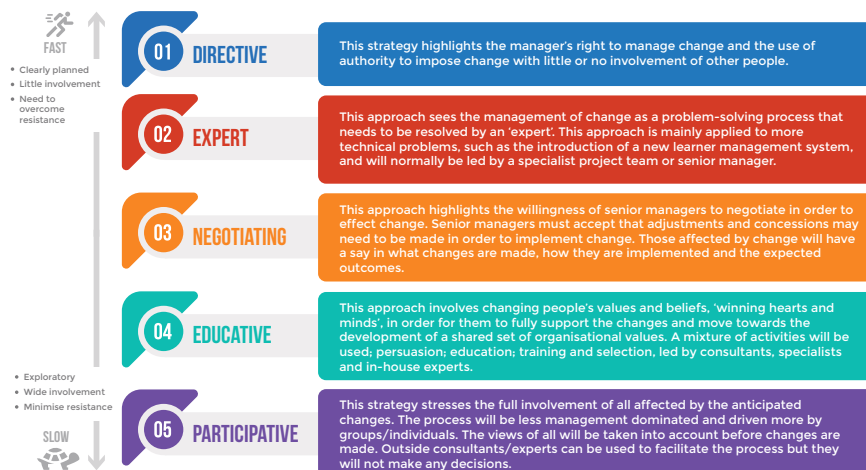 FAST
• Clearly planned
• Little involvement
• Need to
overcome
resistance
01 DIRECTIVE
This strategy highlights the manager's right to manage change and the use of
authority to impose change with little or no involvement of other people.
02 EXPERT
This approach sees the management of change as a problem-solving process that
needs to be resolved by an 'expert'. This approach is mainly applied to more
technical problems, such as the introduction of a new learner management system,
and will normally be led by a specialist project team or senior manager.
03 NEGOTIATING
This approach highlights the willingness of senior managers to negotiate in order to
effect change. Senior managers must accept that adjustments and concessions may
need to be made in order to implement change. Those affected by change will have
a say in what changes are made, how they are implemented and the expected
outcomes.
04 EDUCATIVE
This approach involves changing people's values and beliefs, 'winning hearts and
minds', in order for them to fully support the changes and move towards the
development of a shared set of organisational values. A mixture of activities will be
used; persuasion; education; training and selection, led by consultants, specialists
and in-house experts.
• Exploratory
• Wide involvement
• Minimise resistance
SLOW
05 PARTICIPATIVE
This strategy stresses the full involvement of all affected by the anticipated
changes. The process will be less management dominated and driven more by
groups/individuals. The views of all will be taken into account before changes are
made. Outside consultants/experts can be used to facilitate the process but they
will not make any decisions.